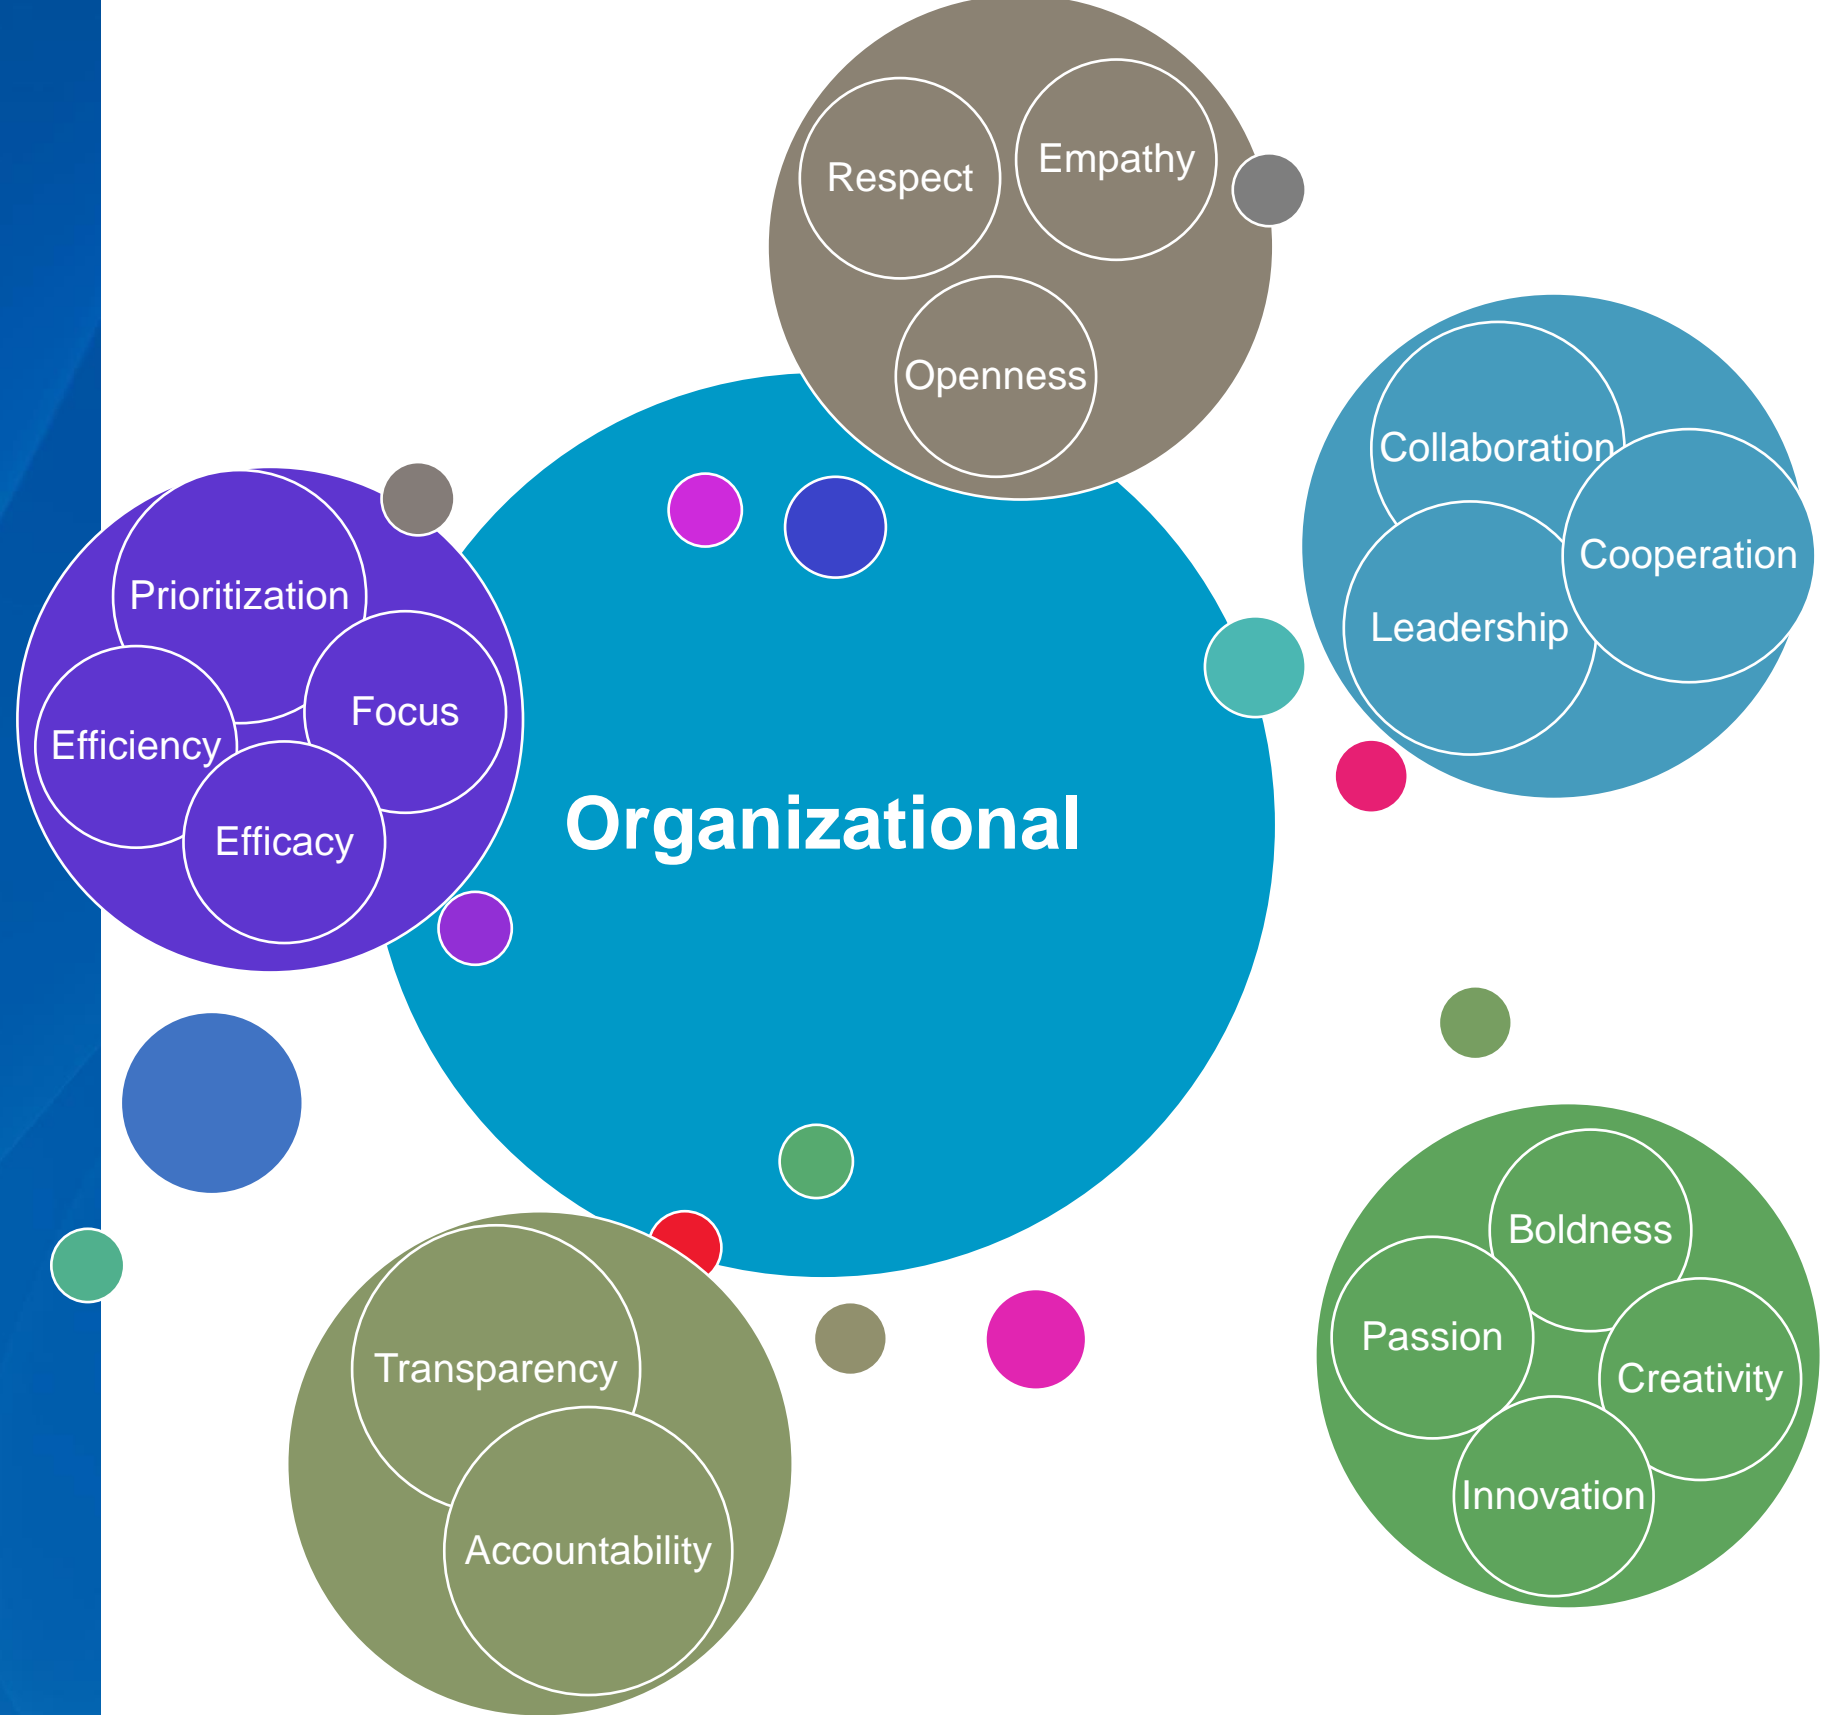 Respect
Empathy
Openness
Collaboration
Cooperation
Leadership
Prioritization
Focus
Efficiency
Efficacy
Organizational
Transparency
Accountability
Boldness
Passion
Creativity
Innovation